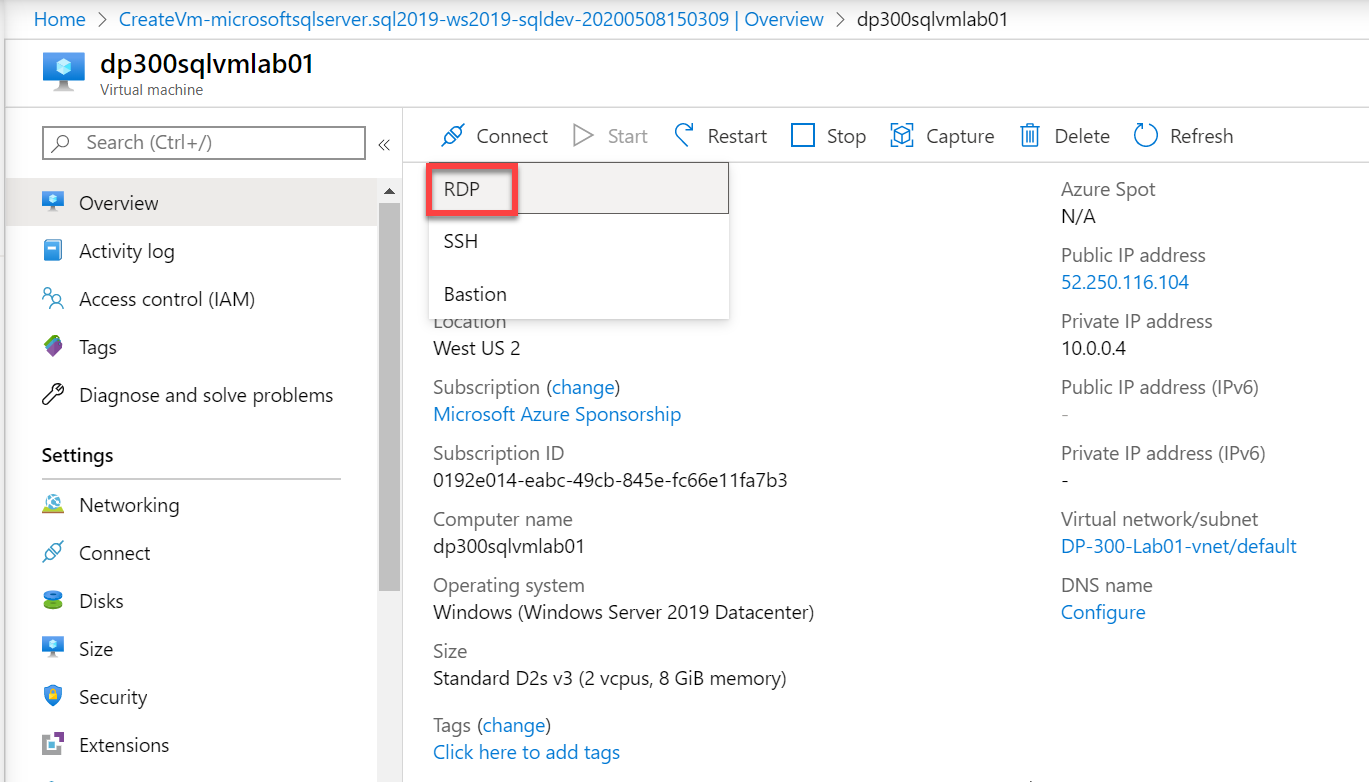 Home > CreateVm-microsoftsqlserver.sql2019-ws2019-sqldev-20200508150309 | Overview > dp300sqlvmlab01
dp300sqlvmlab01
Virtual machine
Search (Ctrl+/)
«
Overview
Activity log
Access control (IAM)
Tags
Diagnose and solve problems
Settings
Networking
Connect
Disks
Size
Security
Extensions
Connect Start Restart Stop Capture Delete Refresh
RDP
SSH
Bastion
Location
West US 2
Subscription (change)
Microsoft Azure Sponsorship
Subscription ID
0192e014-eabc-49cb-845e-fc66e11fa7b3
Computer name
dp300sqlvmlab01
Operating system
Windows (Windows Server 2019 Datacenter)
Size
Standard D2s v3 (2 vcpus, 8 GiB memory)
Tags (change)
Click here to add tags
Azure Spot
N/A
Public IP address
52.250.116.104
Private IP address
10.0.0.4
Public IP address (IPv6)
-
Private IP address (IPv6)
-
Virtual network/subnet
DP-300-Lab01-vnet/default
DNS name
Configure